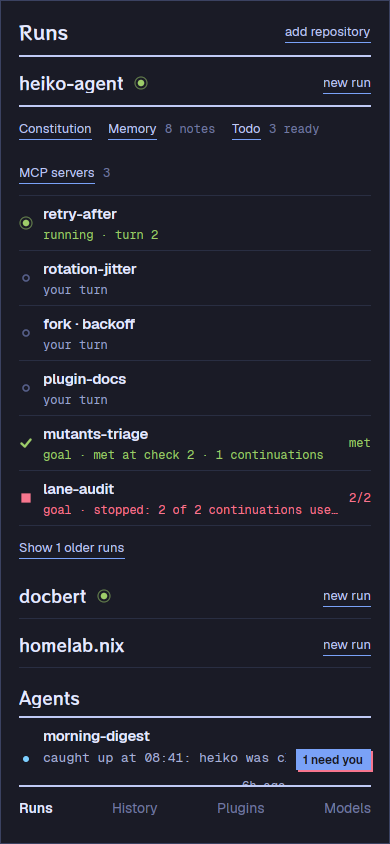 Runs add repository
heiko-agent new run
Constitution Memory 8 notes Todo 3 ready
MCP servers 3
retry-after
running · turn 2
rotation-jitter
your turn
fork · backoff
your turn
plugin-docs
your turn
mutants-triage
goal · met at check 2 · 1 continuations met
lane-audit
goal · stopped: 2 of 2 continuations use… 2/2
Show 1 older runs
docbert new run
homelab.nix new run
Agents
morning-digest
caught up at 08:41: heiko was 1 need you
Runs History Plugins Models